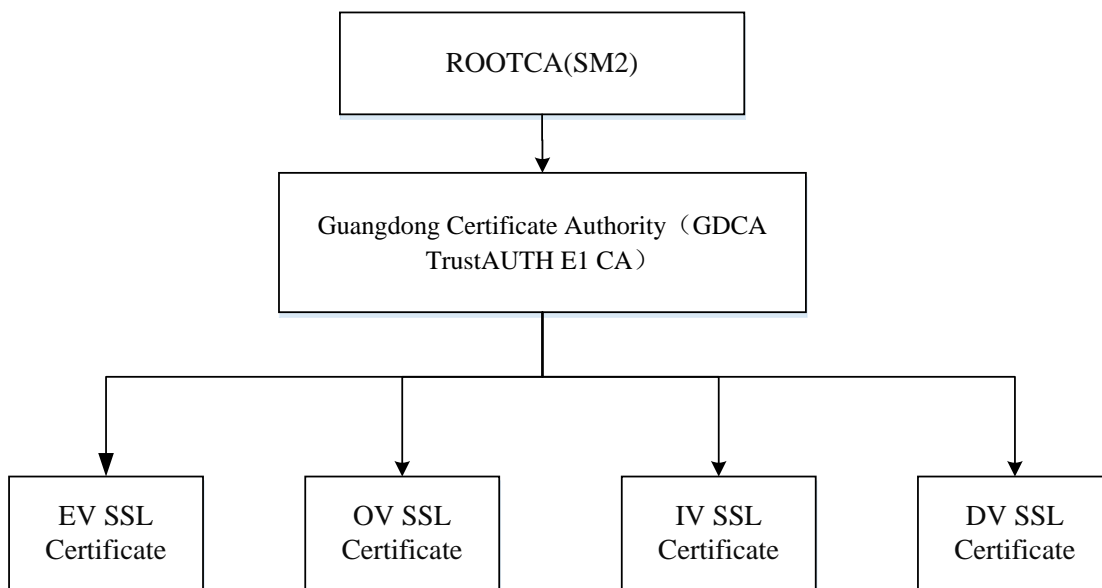 ROOTCA(SM2)
Guangdong Certificate Authority（GDCA
TrustAUTH E1 CA）
EV SSL
Certificate
OV SSL
Certificate
IV SSL
Certificate
DV SSL
Certificate